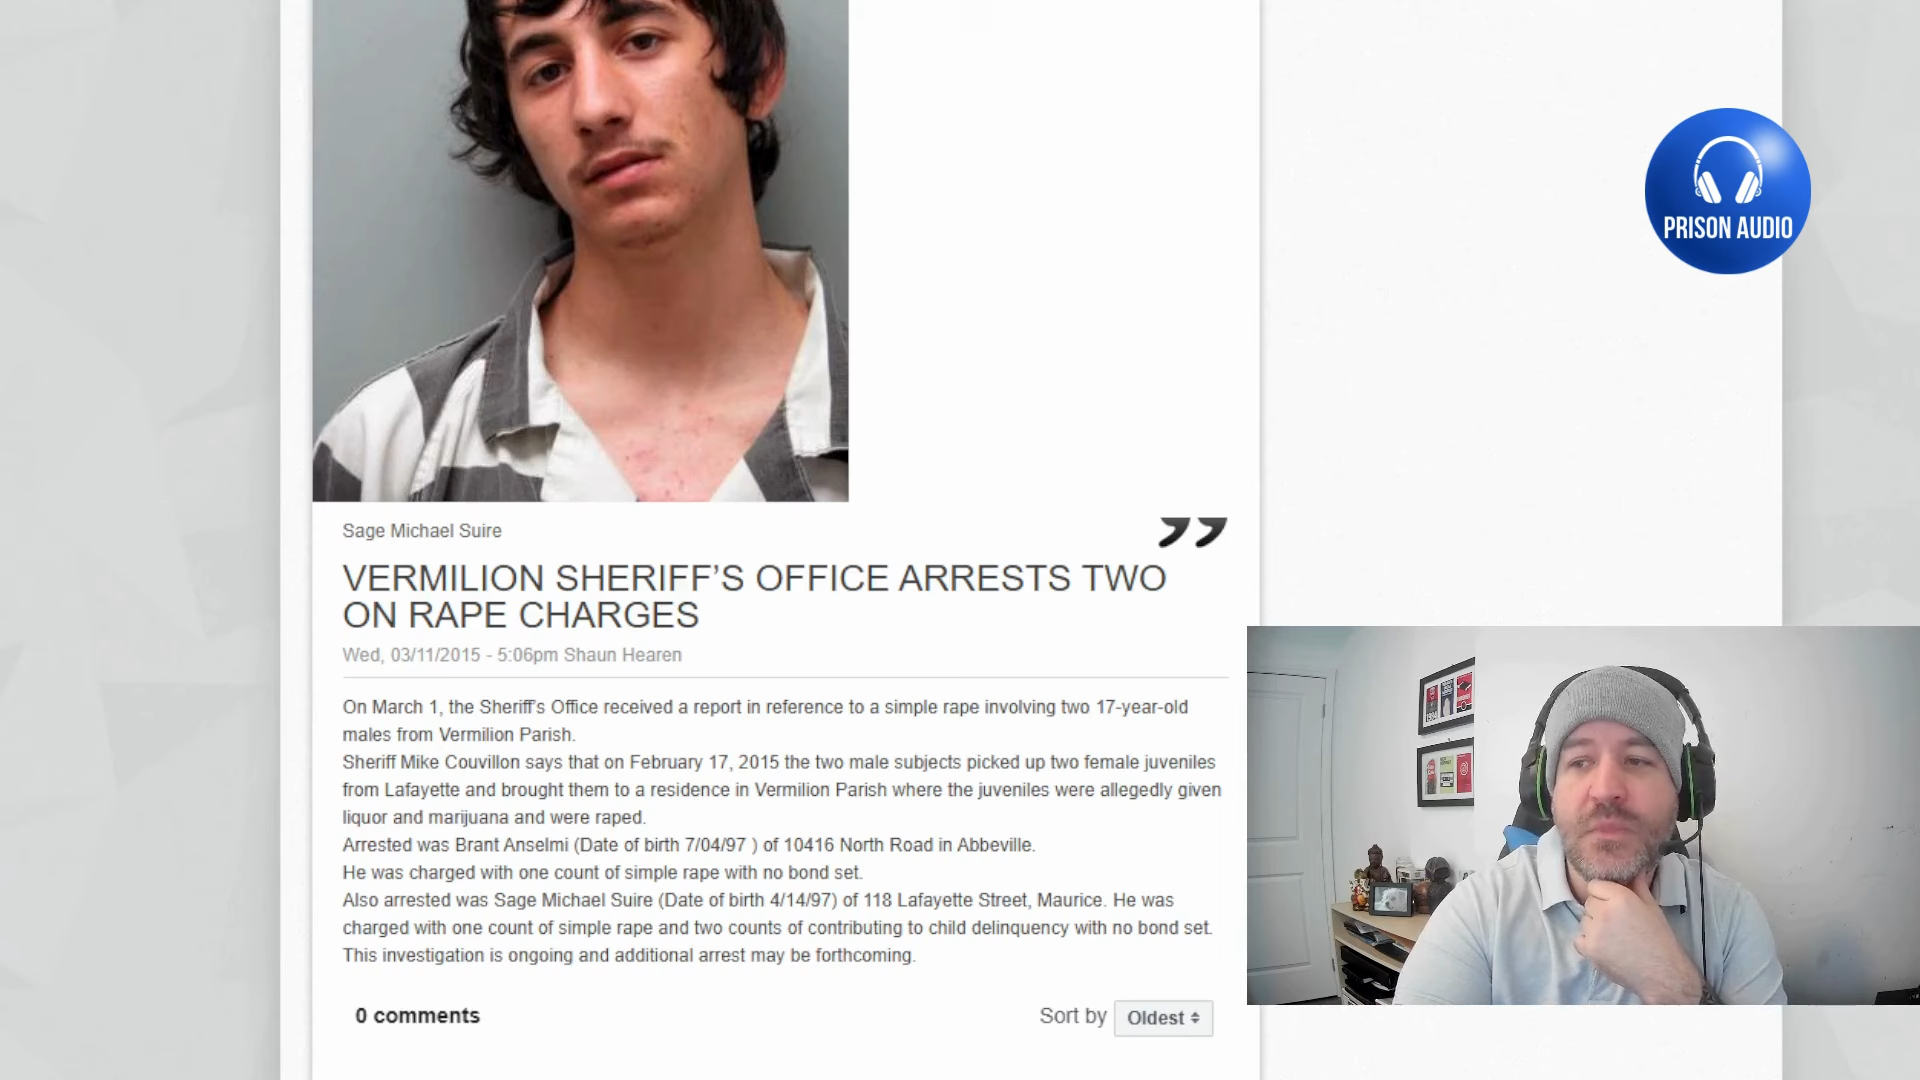 PRISON AUDIO
Sage Michael Suire
VERMILION SHERIFF’S OFFICE ARRESTS TWO
ON RAPE CHARGES
Wed, 03/11/2015 - 5:06pm Shaun Hearen
On March 1, the Sheriff's Office received a report in reference to a simple rape involving two 17-year-old
males from Vermilion Parish.
Sheriff Mike Couvillon says that on February 17, 2015 the two male subjects picked up two female juveniles
from Lafayette and brought them to a residence in Vermilion Parish where the juveniles were allegedly given
liquor and marijuana and were raped.
Arrested was Brant Anselmi (Date of birth 7/04/97 ) of 10416 North Road in Abbeville.
He was charged with one count of simple rape with no bond set.
Also arrested was Sage Michael Suire (Date of birth 4/14/97) of 118 Lafayette Street, Maurice. He was
charged with one count of simple rape and two counts of contributing to child delinquency with no bond set.
This investigation is ongoing and additional arrest may be forthcoming.
0 comments
Sort by Oldest